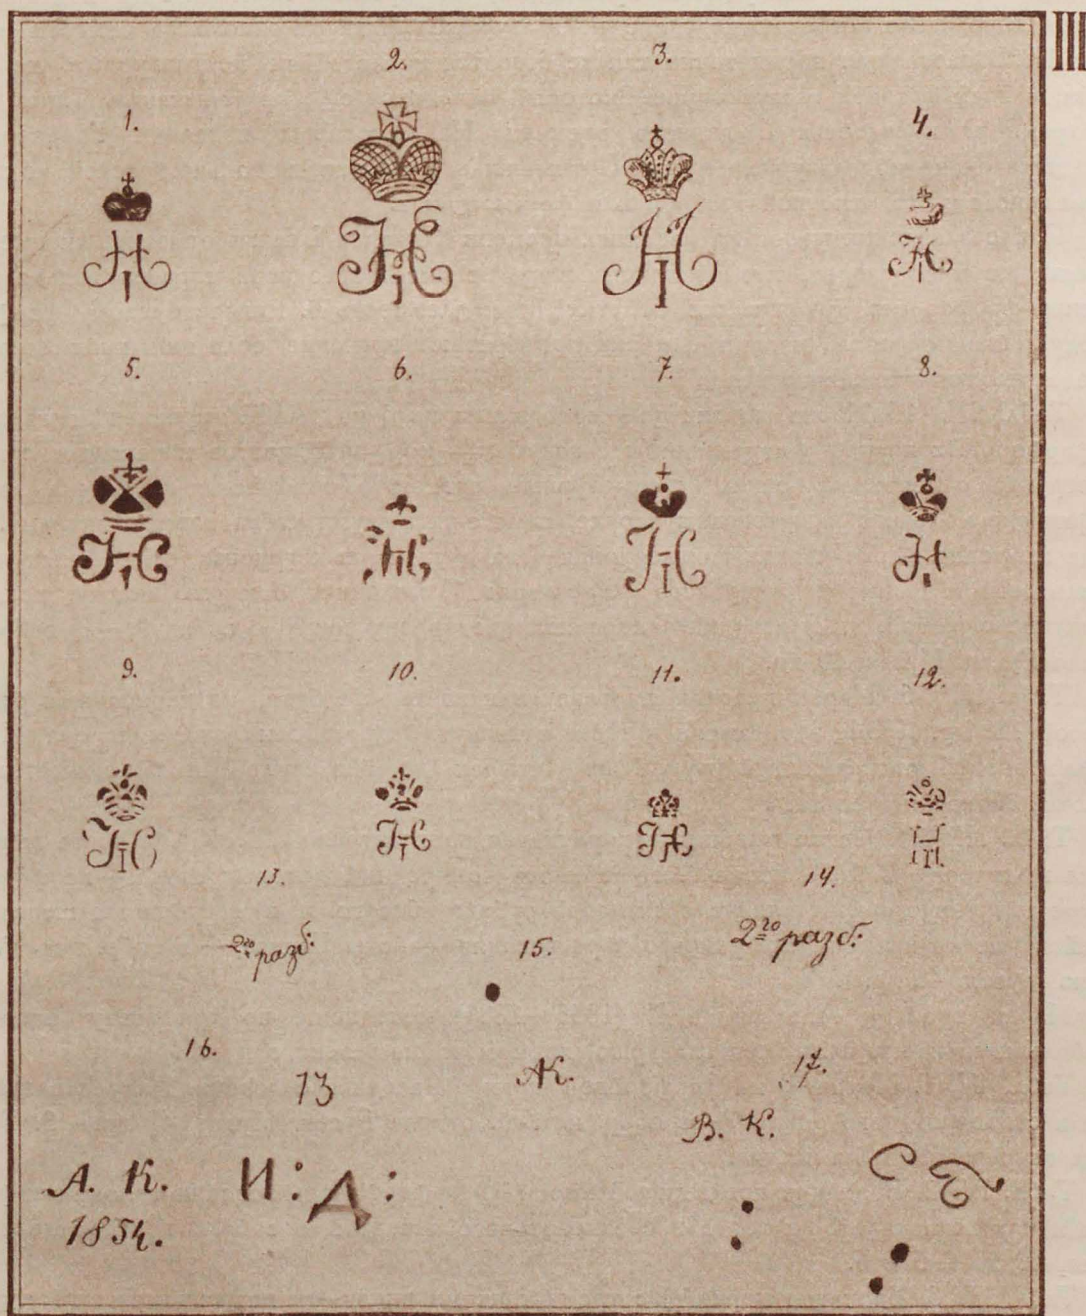 III
1.
2.
3.
4.
Н I
Н I
Н I
Н I
5.
6.
7.
8.
Н I
Н I
Н I
9.
10.
11.
12.
Н I
Н I
Н I
Н I
13.
14.
2го разб:
15.
2го разб:
16.
17.
13
АК.
В. К.
А. К.
И: Д:
1854.